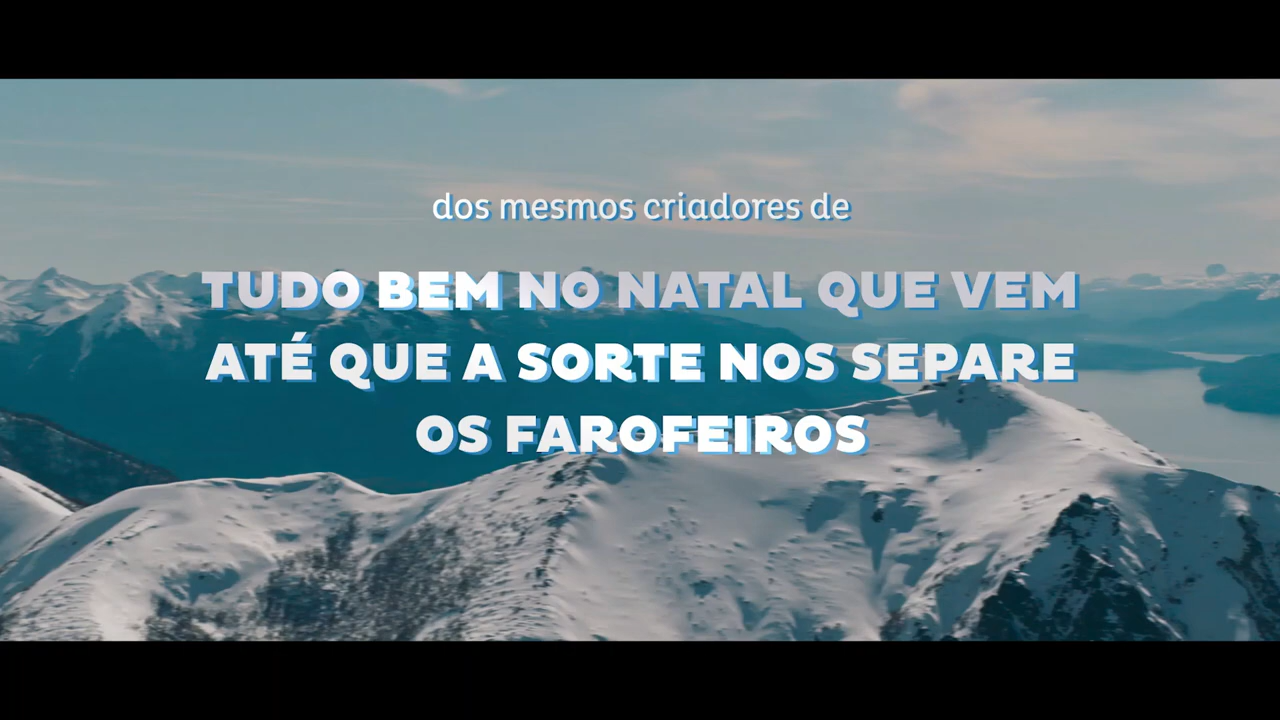 dos mesmos criadores de
TUDO BEM NO NATAL QUE VEM
ATÉ QUE A SORTE NOS SEPARE
OS FAROFEIROS